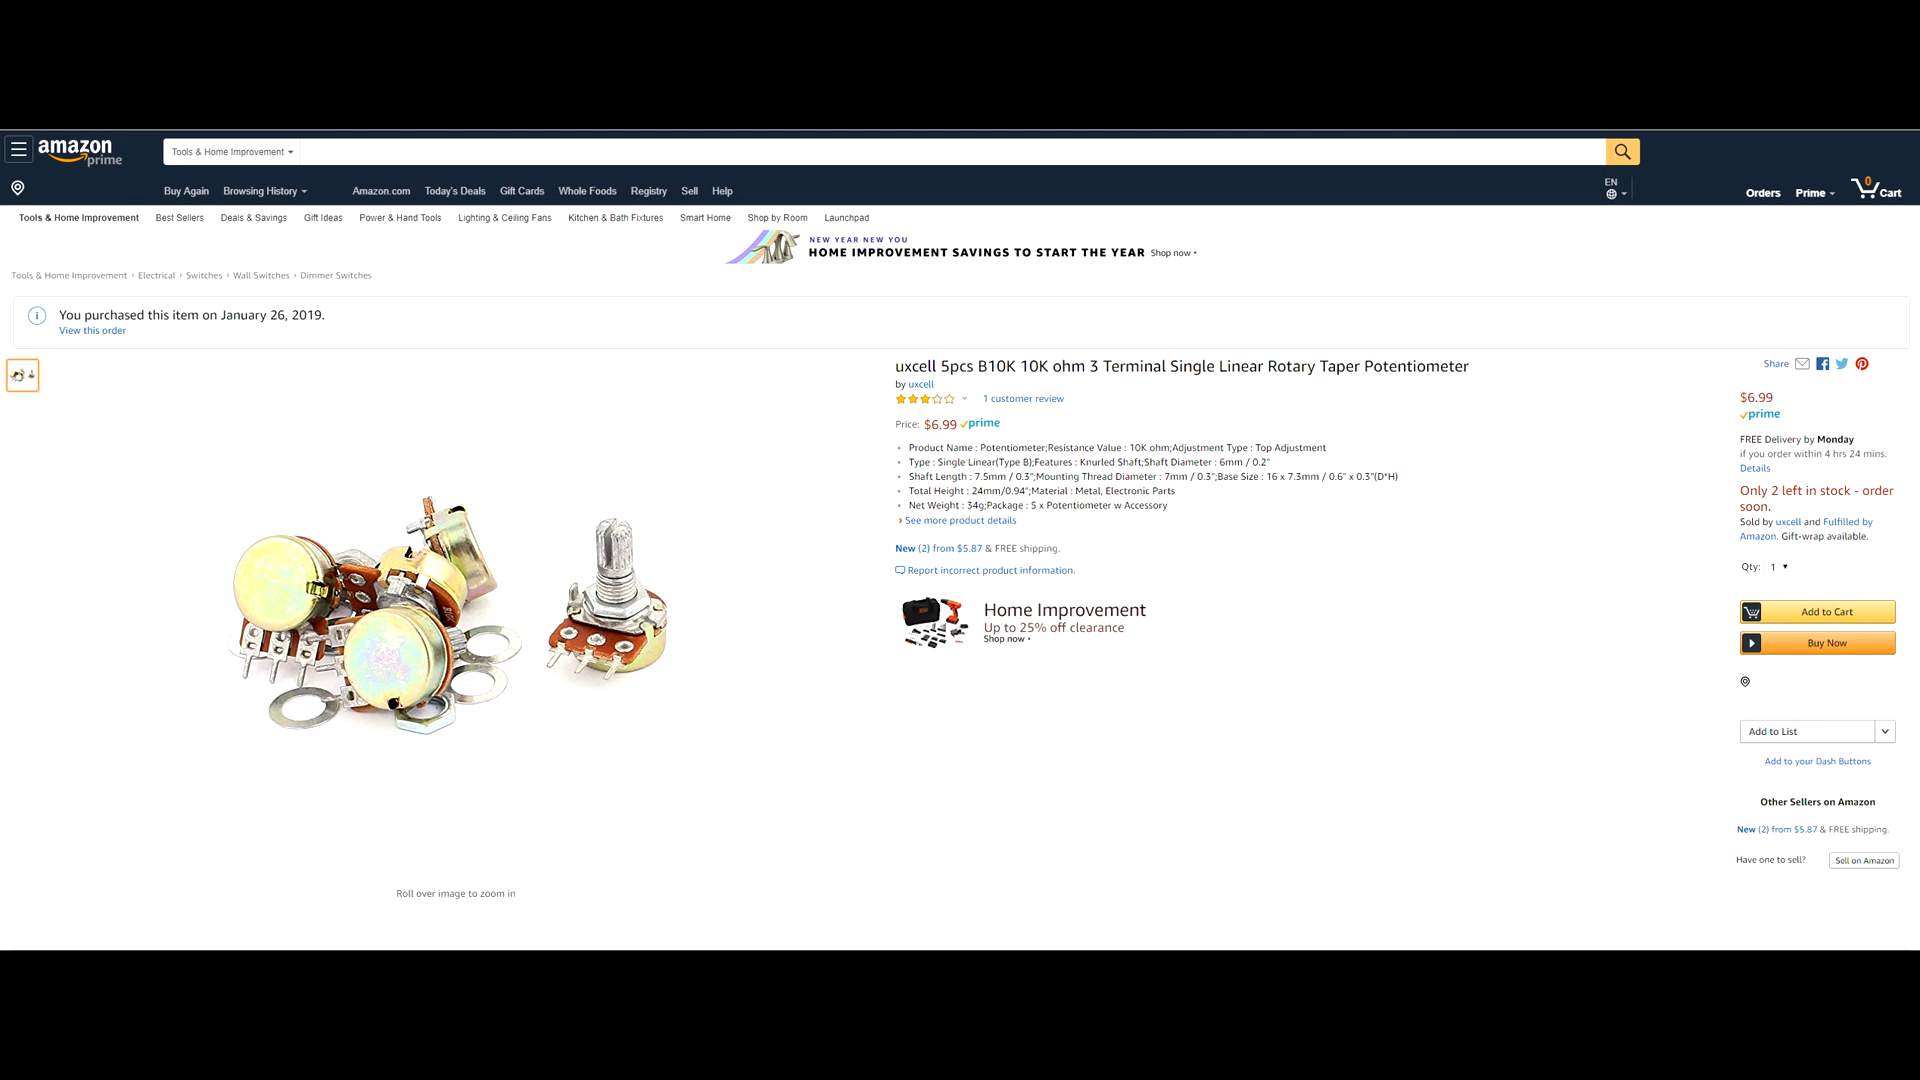 amazon
prime
Tools & Home Improvement
Buy Again
Browsing History
Amazon.com
Today's Deals
Gift Cards
Whole Foods
Registry
Sell
Help
EN
Orders
Prime
0
Cart
Tools & Home Improvement
Best Sellers
Deals & Savings
Gift Ideas
Power & Hand Tools
Lighting & Ceiling Fans
Kitchen & Bath Fixtures
Smart Home
Shop by Room
Launchpad
NEW YEAR NEW YOU
HOME IMPROVEMENT SAVINGS TO START THE YEAR Shop now ›
Tools & Home Improvement › Electrical › Switches › Wall Switches › Dimmer Switches
You purchased this item on January 26, 2019.
View this order
uxcell 5pcs B10K 10K ohm 3 Terminal Single Linear Rotary Taper Potentiometer
by uxcell
1 customer review
Price: $6.99 prime
Product Name : Potentiometer;Resistance Value : 10K ohm;Adjustment Type : Top Adjustment
Type : Single Linear(Type B);Features : Knurled Shaft;Shaft Diameter : 6mm / 0.2"
Shaft Length : 7.5mm / 0.3";Mounting Thread Diameter : 7mm / 0.3";Base Size : 16 x 7.3mm / 0.6" x 0.3"(D*H)
Total Height : 24mm/0.94";Material : Metal, Electronic Parts
Net Weight : 34g;Package : 5 x Potentiometer w Accessory
› See more product details
New (2) from $5.87 & FREE shipping.
Report incorrect product information.
Home Improvement
Up to 25% off clearance
Shop now ›
Roll over image to zoom in
Share
$6.99
prime
FREE Delivery by Monday
if you order within 4 hrs 24 mins.
Details
Only 2 left in stock - order
soon.
Sold by uxcell and Fulfilled by
Amazon. Gift-wrap available.
Qty: 1
Add to Cart
Buy Now
Add to List
Add to your Dash Buttons
Other Sellers on Amazon
New (2) from $5.87 & FREE shipping.
Have one to sell?
Sell on Amazon